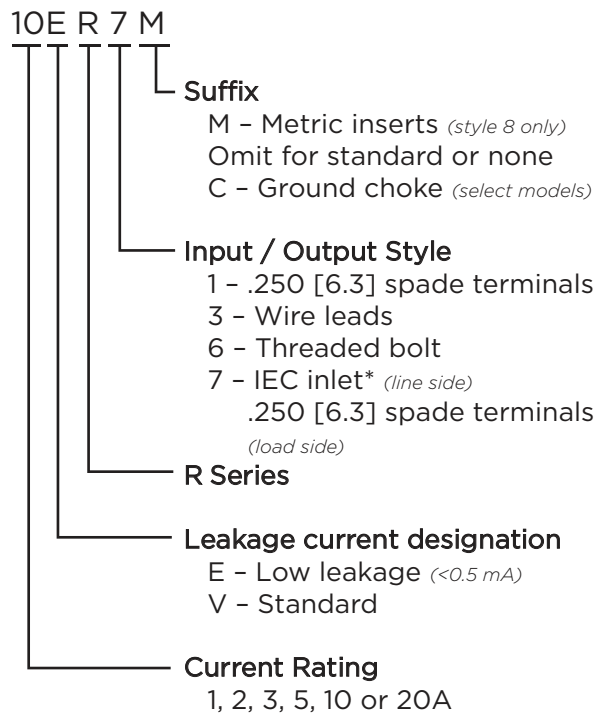 10E R 7 M
Suffix
M – Metric inserts (style 8 only)
Omit for standard or none
C – Ground choke (select models)
Input / Output Style
1 – .250 [6.3] spade terminals
3 – Wire leads
6 – Threaded bolt
7 – IEC inlet* (line side)
.250 [6.3] spade terminals
(load side)
R Series
Leakage current designation
E – Low leakage (<0.5 mA)
V – Standard
Current Rating
1, 2, 3, 5, 10 or 20A